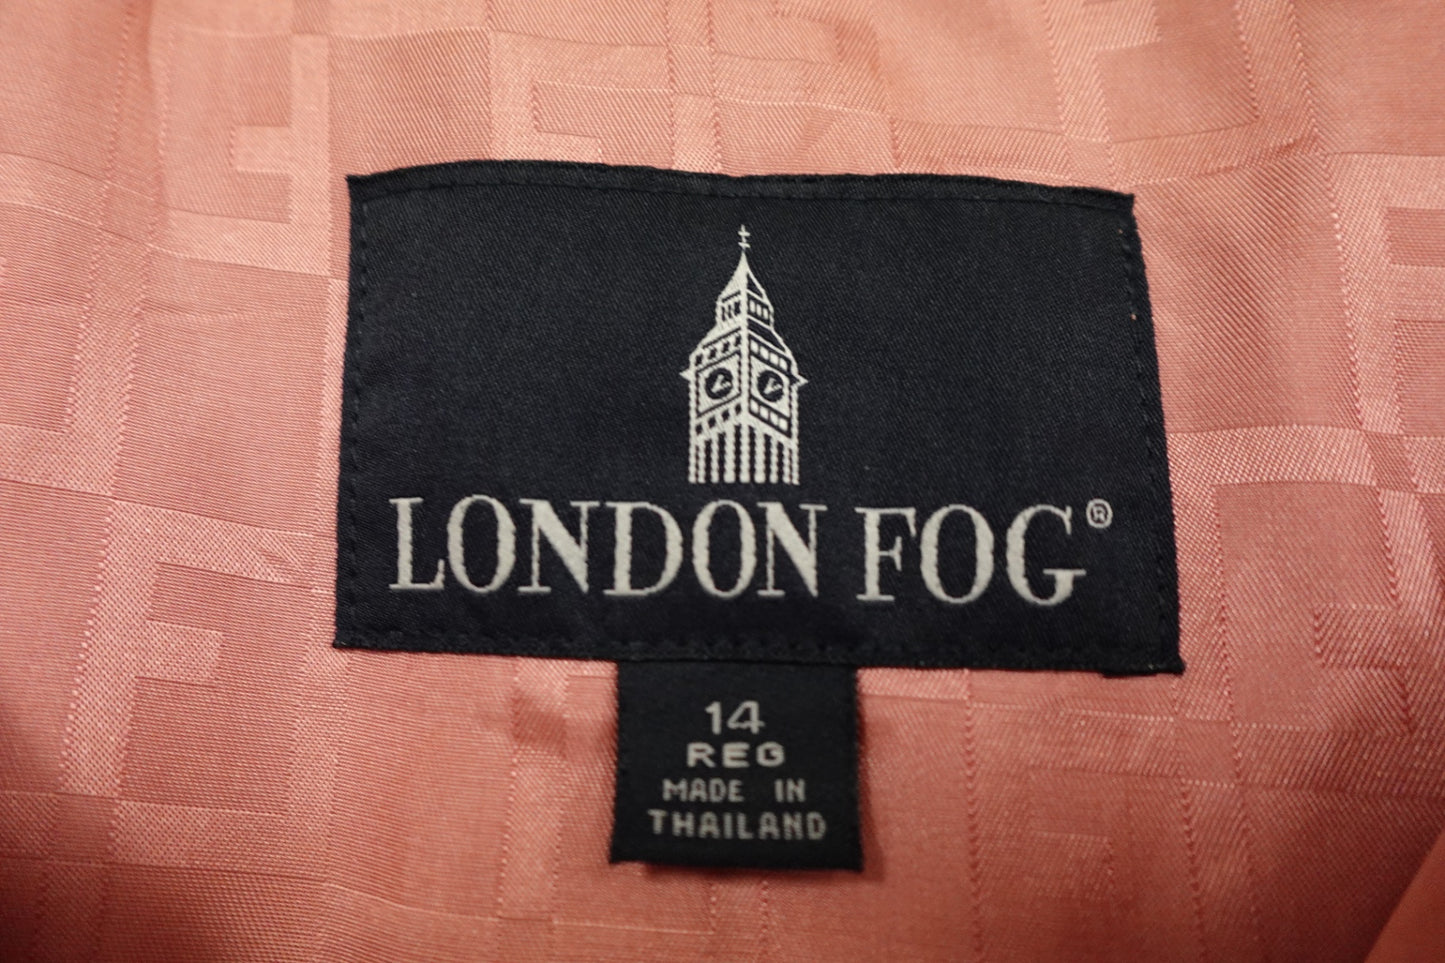 LONDON FOG®
14
REG
MADE IN
THAILAND